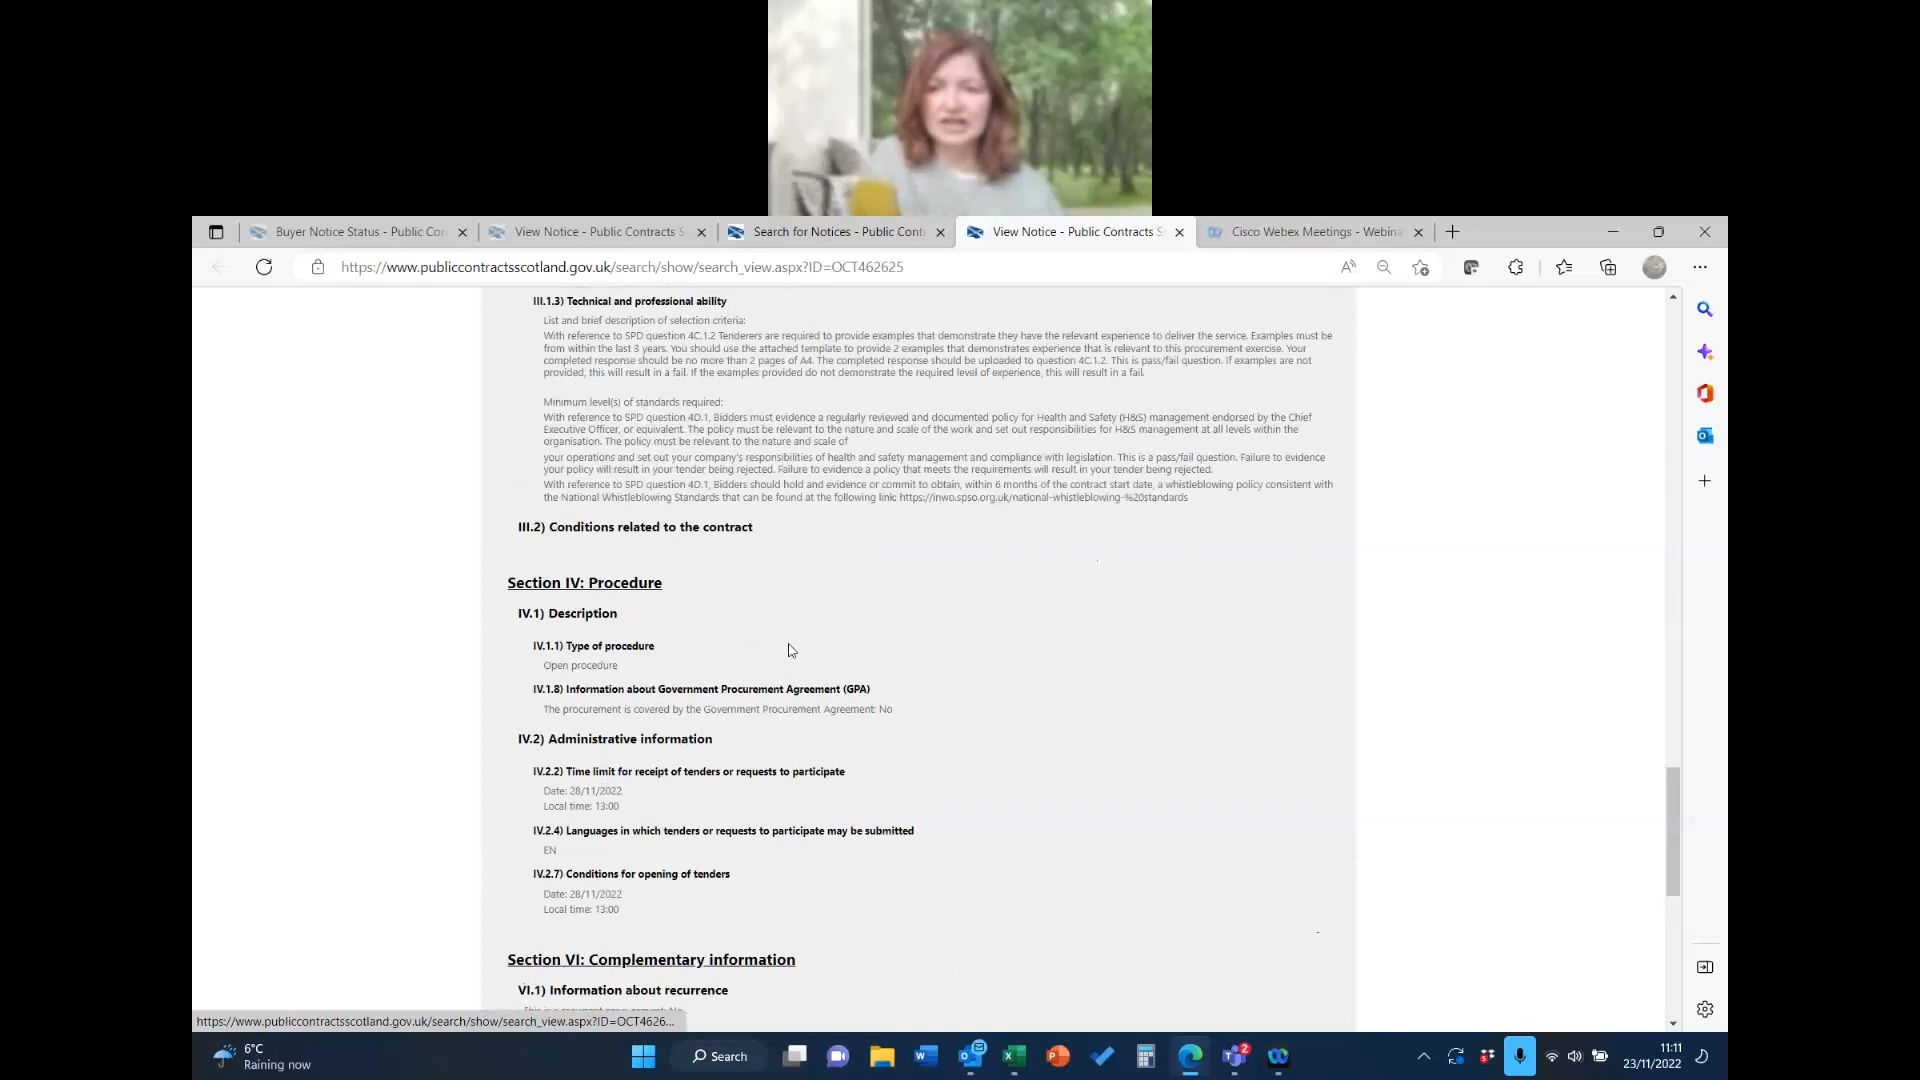 Buyer Notice Status - Public Con
View Notice - Public Contracts S
Search for Notices - Public Cont
View Notice - Public Contracts S
Cisco Webex Meetings - Webina
https://www.publiccontractsscotland.gov.uk/search/show/search_view.aspx?ID=OCT462625
III.1.3) Technical and professional ability
List and brief description of selection criteria:
With reference to SPD question 4C.1.2 Tenderers are required to provide examples that demonstrate they have the relevant experience to deliver the service. Examples must be
from within the last 3 years. You should use the attached template to provide 2 examples that demonstrates experience that is relevant to this procurement exercise. Your
completed response should be no more than 2 pages of A4. The completed response should be uploaded to question 4C.1.2. This is pass/fail question. If examples are not
provided, this will result in a fail. If the examples provided do not demonstrate the required level of experience, this will result in a fail.
Minimum level(s) of standards required:
With reference to SPD question 4D.1, Bidders must evidence a regularly reviewed and documented policy for Health and Safety (H&S) management endorsed by the Chief
Executive Officer, or equivalent. The policy must be relevant to the nature and scale of the work and set out responsibilities for H&S management at all levels within the
organisation. The policy must be relevant to the nature and scale of
your operations and set out your company's responsibilities of health and safety management and compliance with legislation. This is a pass/fail question. Failure to evidence
your policy will result in your tender being rejected. Failure to evidence a policy that meets the requirements will result in your tender being rejected.
With reference to SPD question 4D.1, Bidders should hold and evidence or commit to obtain, within 6 months of the contract start date, a whistleblowing policy consistent with
the National Whistleblowing Standards that can be found at the following link: https://inwo.spso.org.uk/national-whistleblowing-%20standards
III.2) Conditions related to the contract
Section IV: Procedure
IV.1) Description
IV.1.1) Type of procedure
Open procedure
IV.1.8) Information about Government Procurement Agreement (GPA)
The procurement is covered by the Government Procurement Agreement: No
IV.2) Administrative information
IV.2.2) Time limit for receipt of tenders or requests to participate
Date: 28/11/2022
Local time: 13:00
IV.2.4) Languages in which tenders or requests to participate may be submitted
EN
IV.2.7) Conditions for opening of tenders
Date: 28/11/2022
Local time: 13:00
Section VI: Complementary information
VI.1) Information about recurrence
https://www.publiccontractsscotland.gov.uk/search/show/search_view.aspx?ID=OCT4626...
6°C
Raining now
Search
2
11:11
23/11/2022